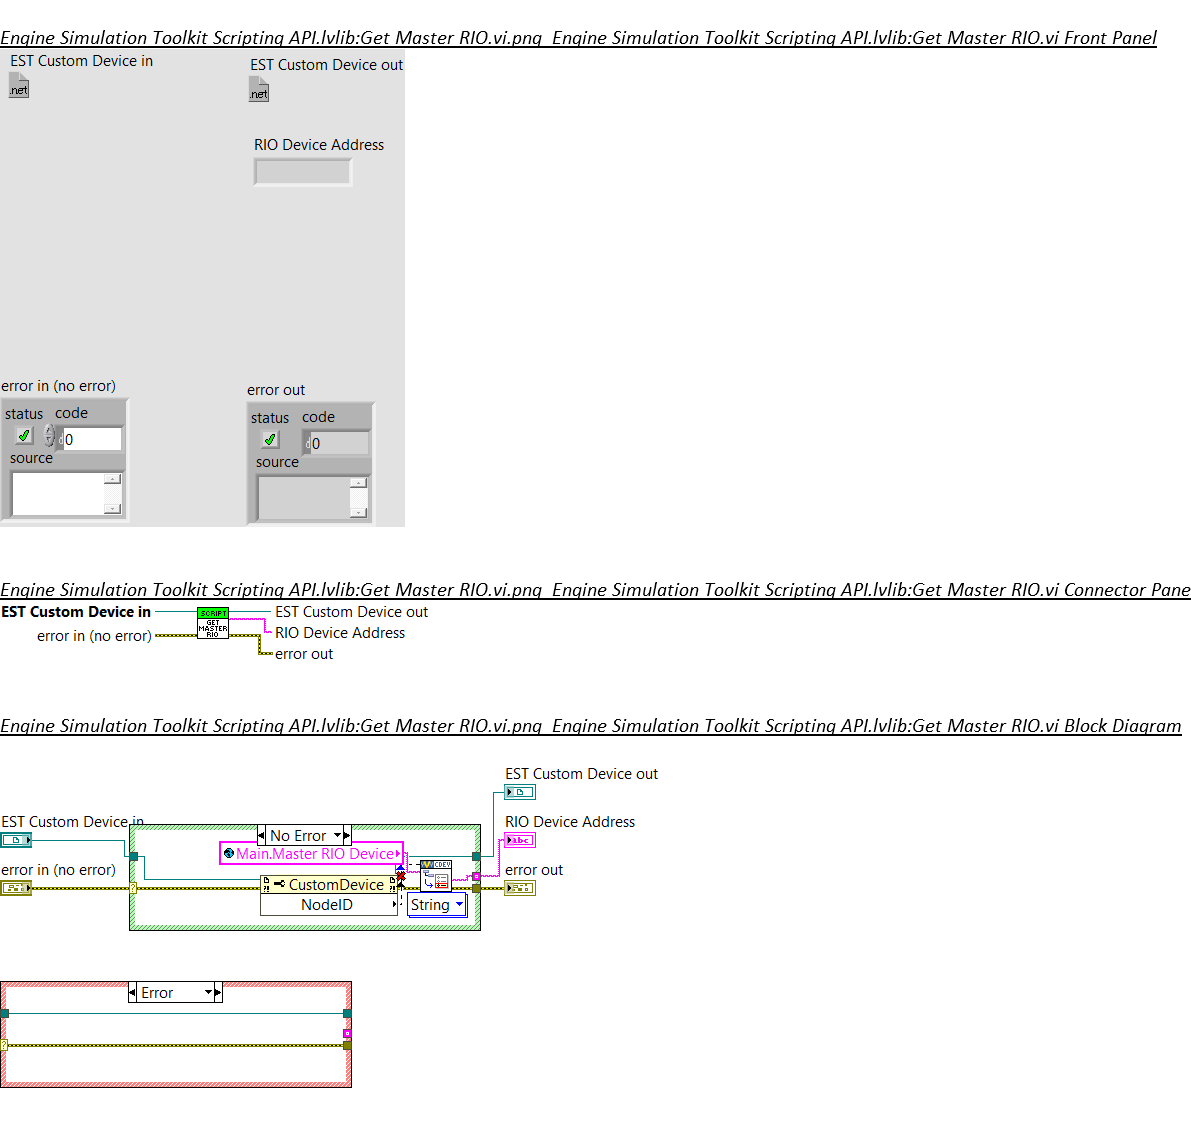 Engine Simulation Toolkit Scripting API.lvlib:Get Master RIO.vi.png  Engine Simulation Toolkit Scripting API.lvlib:Get Master RIO.vi Front Panel
EST Custom Device in
EST Custom Device out
.net
.net
RIO Device Address
error in (no error)
error out
status code
status code
d 0
d 0
source
source
Engine Simulation Toolkit Scripting API.lvlib:Get Master RIO.vi.png  Engine Simulation Toolkit Scripting API.lvlib:Get Master RIO.vi Connector Pane
EST Custom Device in
SCRIPT
GET
MASTER
RIO
EST Custom Device out
error in (no error)
RIO Device Address
error out
Engine Simulation Toolkit Scripting API.lvlib:Get Master RIO.vi.png  Engine Simulation Toolkit Scripting API.lvlib:Get Master RIO.vi Block Diagram
EST Custom Device out
EST Custom Device in
RIO Device Address
No Error
abc
Main.Master RIO Device
error in (no error)
error out
CDEV
CustomDevice
?
NodeID
String
Error
?